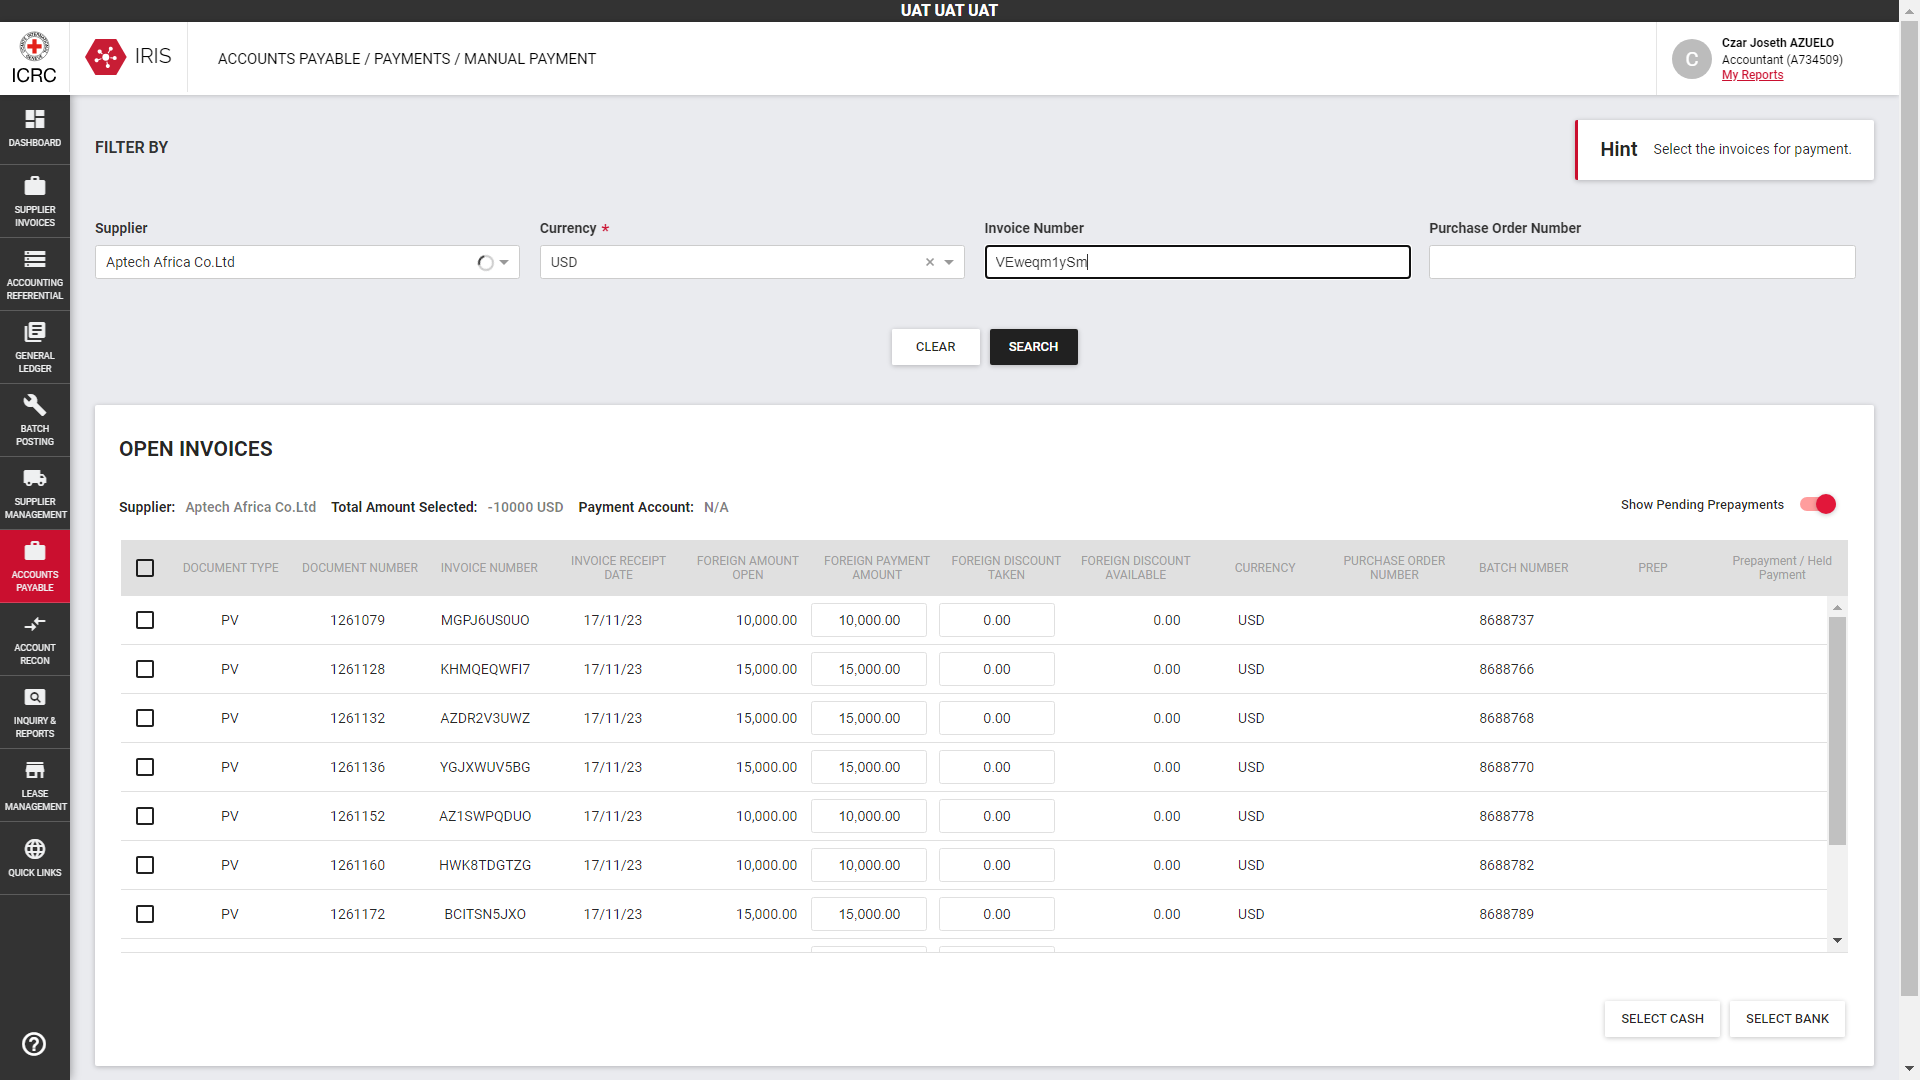 UAT UAT UAT
ICRC
IRIS
ACCOUNTS PAYABLE / PAYMENTS / MANUAL PAYMENT
C
Czar Joseth AZUELO
Accountant (A734509)
My Reports
DASHBOARD
SUPPLIER INVOICES
ACCOUNTING REFERENTIAL
GENERAL LEDGER
BATCH POSTING
SUPPLIER MANAGEMENT
ACCOUNTS PAYABLE
ACCOUNT RECON
INQUIRY & REPORTS
LEASE MANAGEMENT
QUICK LINKS
FILTER BY
Hint Select the invoices for payment.
Supplier Currency * Invoice Number Purchase Order Number
Aptech Africa Co.Ltd USD VEweqm1ySm
CLEAR SEARCH
OPEN INVOICES
Supplier: Aptech Africa Co.Ltd Total Amount Selected: -10000 USD Payment Account: N/A Show Pending Prepayments
DOCUMENT TYPE DOCUMENT NUMBER INVOICE NUMBER INVOICE RECEIPT DATE FOREIGN AMOUNT OPEN FOREIGN PAYMENT AMOUNT FOREIGN DISCOUNT TAKEN FOREIGN DISCOUNT AVAILABLE CURRENCY PURCHASE ORDER NUMBER BATCH NUMBER PREP Prepayment / Held Payment
PV 1261079 MGPJ6US0UO 17/11/23 10,000.00 10,000.00 0.00 0.00 USD 8688737
PV 1261128 KHMQEQWFI7 17/11/23 15,000.00 15,000.00 0.00 0.00 USD 8688766
PV 1261132 AZDR2V3UWZ 17/11/23 15,000.00 15,000.00 0.00 0.00 USD 8688768
PV 1261136 YGJXWUV5BG 17/11/23 15,000.00 15,000.00 0.00 0.00 USD 8688770
PV 1261152 AZ1SWPQDUO 17/11/23 10,000.00 10,000.00 0.00 0.00 USD 8688778
PV 1261160 HWK8TDGTZG 17/11/23 10,000.00 10,000.00 0.00 0.00 USD 8688782
PV 1261172 BCITSN5JXO 17/11/23 15,000.00 15,000.00 0.00 0.00 USD 8688789
SELECT CASH SELECT BANK